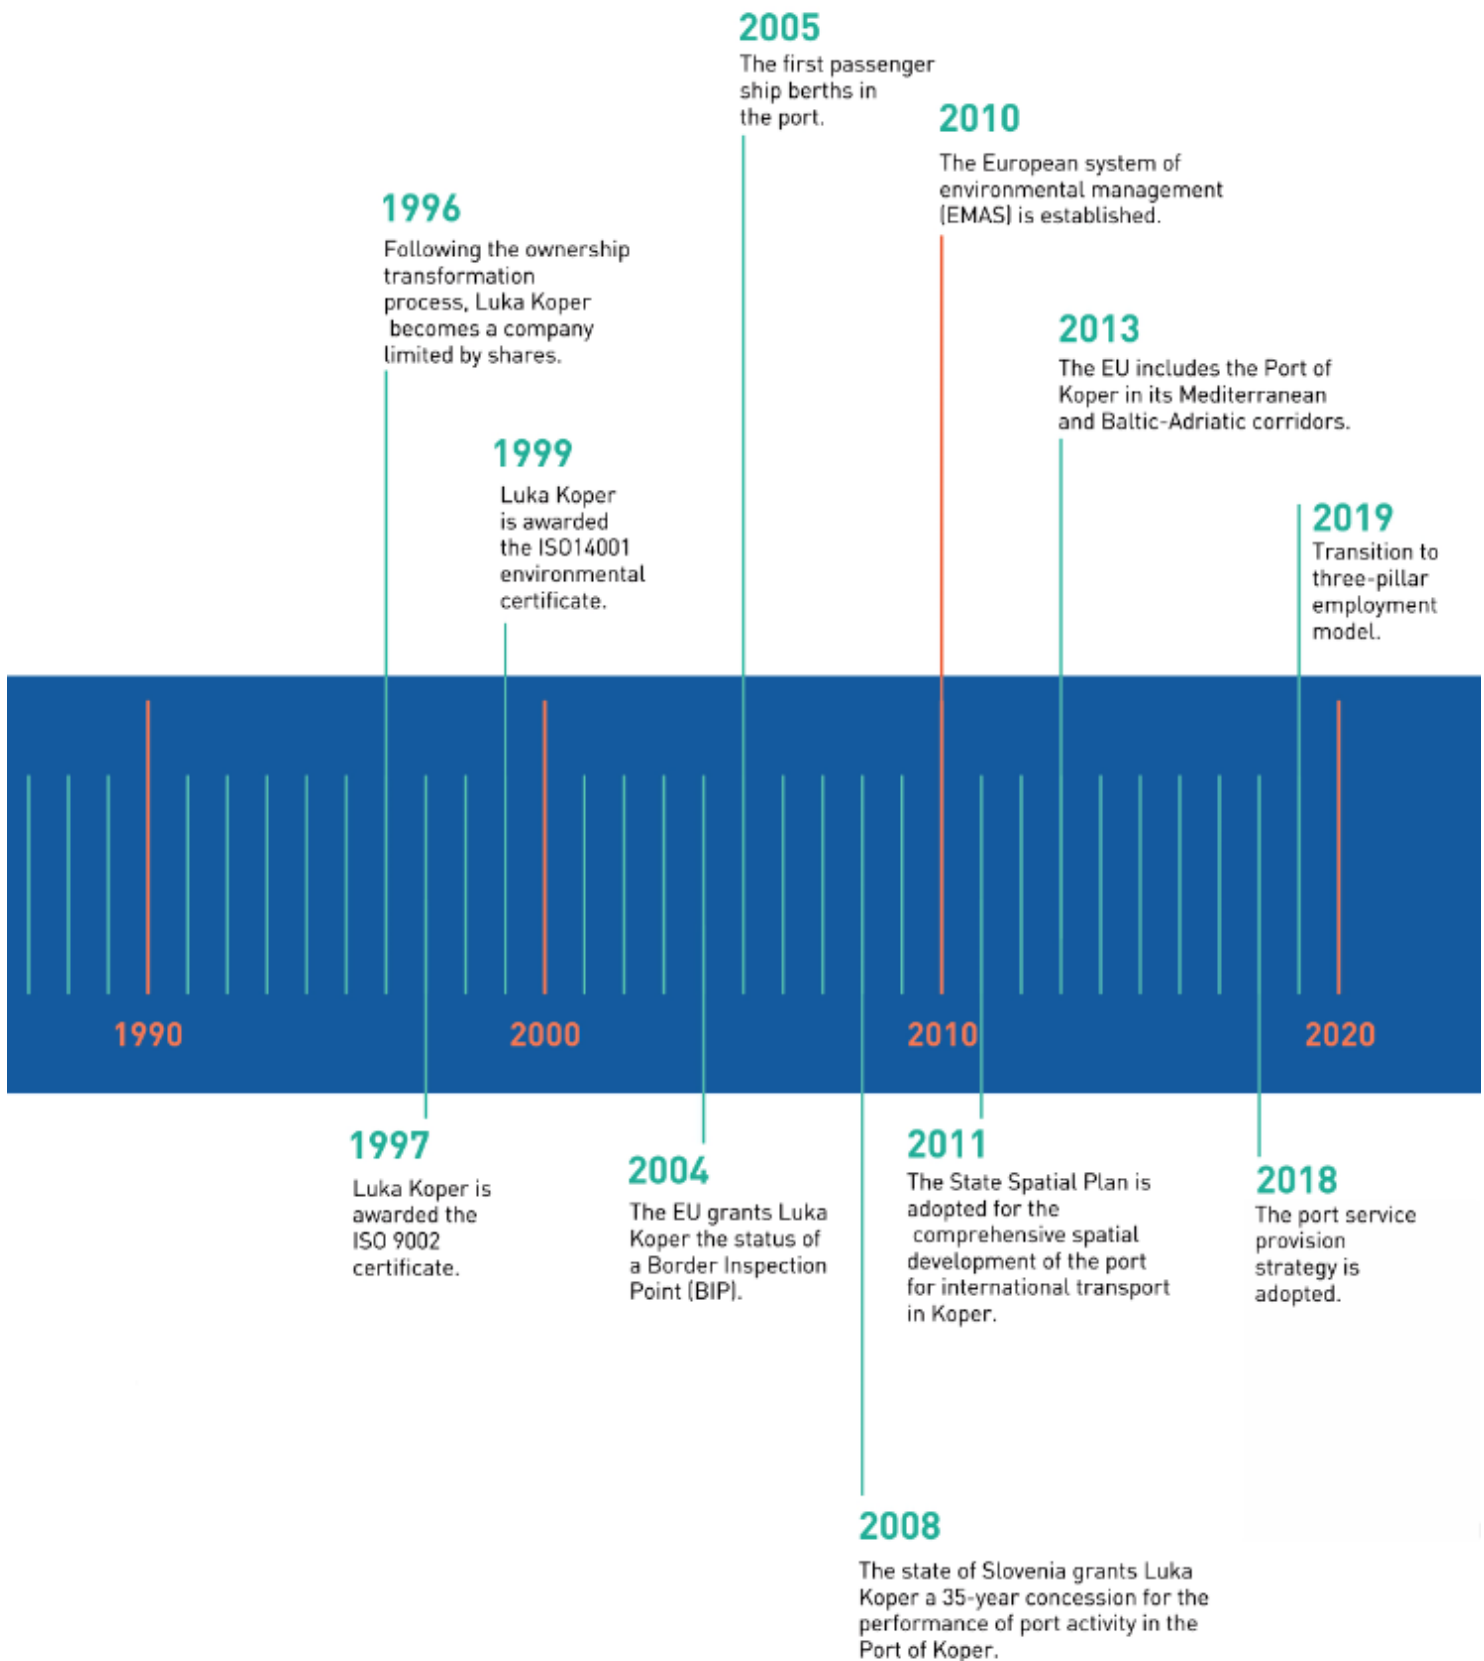 2005
The first passenger
ship berths in
the port.
2010
The European system of
environmental management
(EMAS) is established.
1996
Following the ownership
transformation
process, Luka Koper
becomes a company
limited by shares.
2013
The EU includes the Port of
Koper in its Mediterranean
and Baltic-Adriatic corridors.
1999
Luka Koper
is awarded
the ISO14001
environmental
certificate.
2019
Transition to
three-pillar
employment
model.
1990
2000
2010
2020
1997
Luka Koper is
awarded the
ISO 9002
certificate.
2004
The EU grants Luka
Koper the status of
a Border Inspection
Point (BIP).
2011
The State Spatial Plan is
adopted for the
comprehensive spatial
development of the port
for international transport
in Koper.
2018
The port service
provision
strategy is
adopted.
2008
The state of Slovenia grants Luka
Koper a 35-year concession for the
performance of port activity in the
Port of Koper.